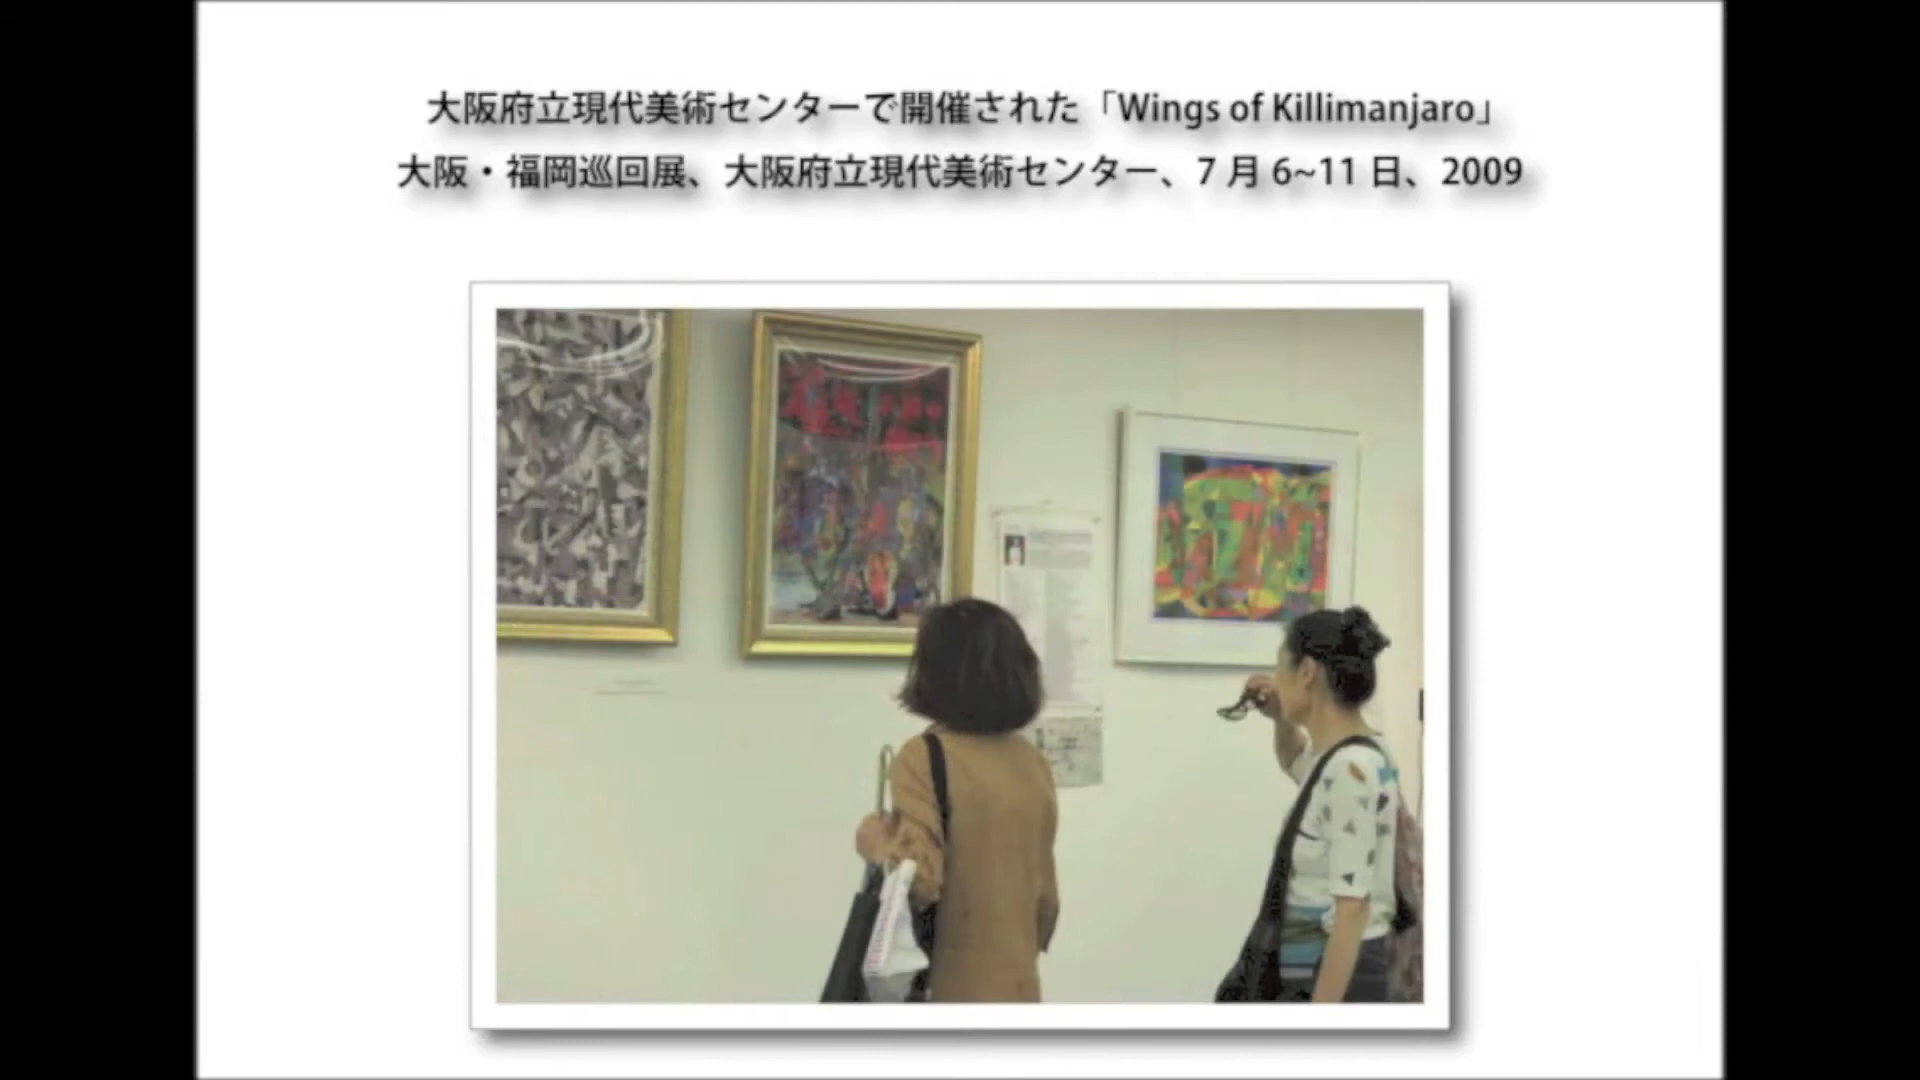 大阪府立現代美術センターで開催された「Wings of Killimanjaro」
大阪・福岡巡回展、大阪府立現代美術センター、7 月 6~11 日、2009